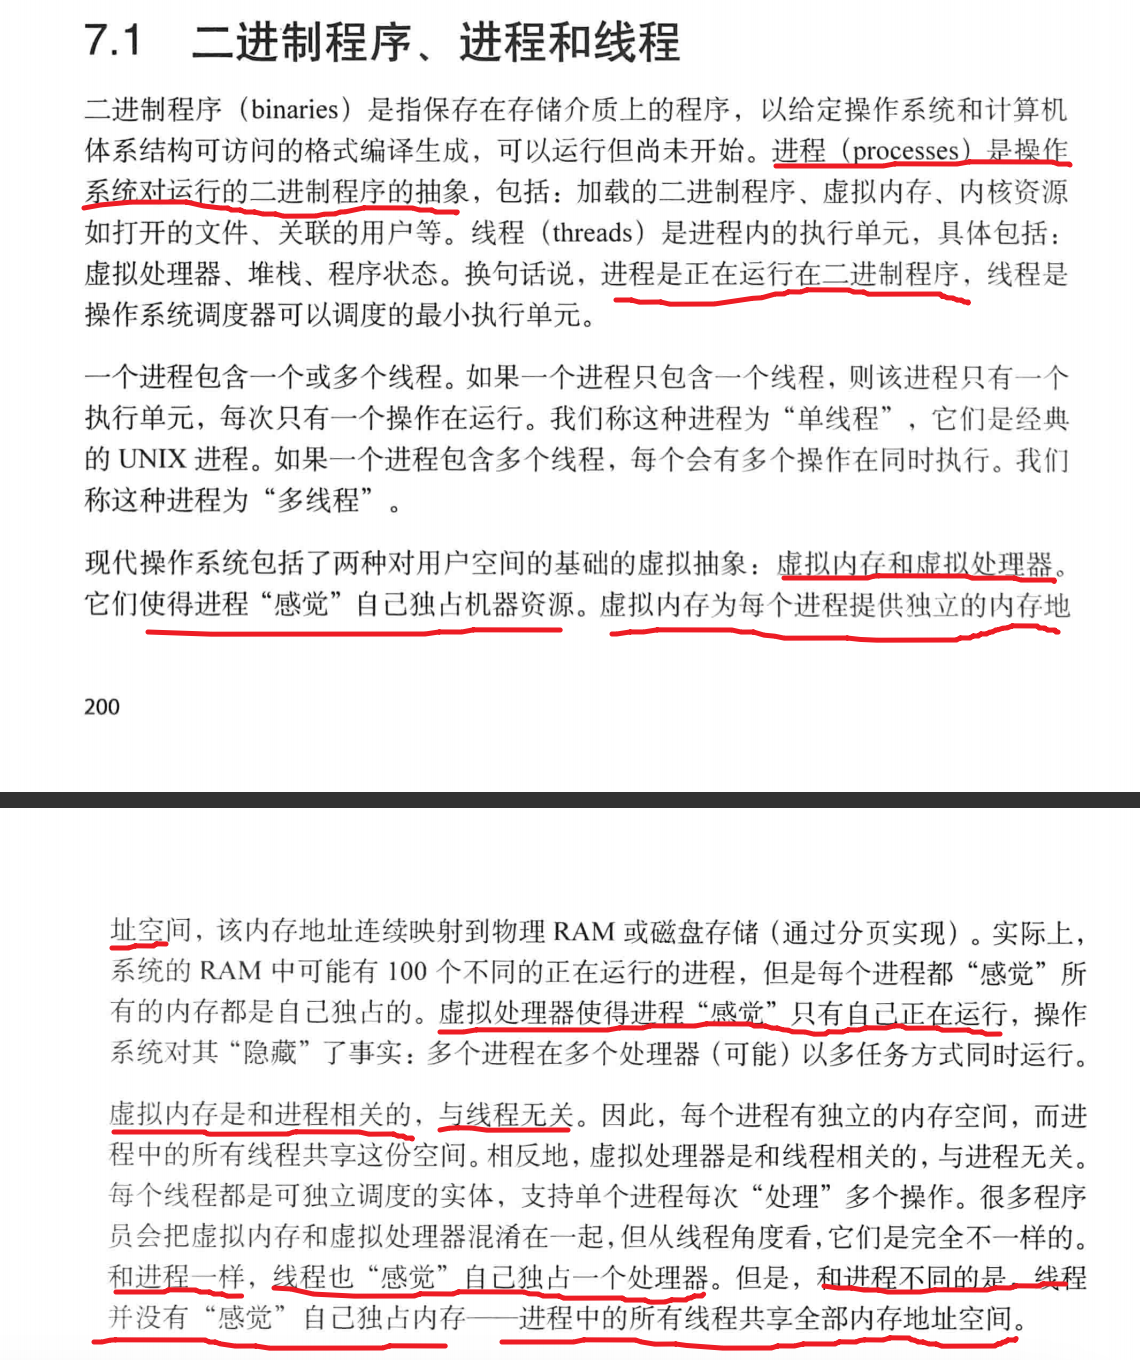 7.1 二进制程序、进程和线程
二进制程序（binaries）是指保存在存储介质上的程序，以给定操作系统和计算机
体系结构可访问的格式编译生成，可以运行但尚未开始。进程（processes）是操作
系统对运行的二进制程序的抽象，包括：加载的二进制程序、虚拟内存、内核资源
如打开的文件、关联的用户等。线程（threads）是进程内的执行单元，具体包括：
虚拟处理器、堆栈、程序状态。换句话说，进程是正在运行在二进制程序，线程是
操作系统调度器可以调度的最小执行单元。
一个进程包含一个或多个线程。如果一个进程只包含一个线程，则该进程只有一个
执行单元，每次只有一个操作在运行。我们称这种进程为“单线程”，它们是经典
的 UNIX 进程。如果一个进程包含多个线程，每个会有多个操作在同时执行。我们
称这种进程为“多线程”。
现代操作系统包括了两种对用户空间的基础的虚拟抽象：虚拟内存和虚拟处理器。
它们使得进程“感觉”自己独占机器资源。虚拟内存为每个进程提供独立的内存地
200
址空间，该内存地址连续映射到物理 RAM 或磁盘存储（通过分页实现）。实际上，
系统的 RAM 中可能有 100 个不同的正在运行的进程，但是每个进程都“感觉”所
有的内存都是自己独占的。虚拟处理器使得进程“感觉”只有自己正在运行，操作
系统对其“隐藏”了事实：多个进程在多个处理器（可能）以多任务方式同时运行。
虚拟内存是和进程相关的，与线程无关。因此，每个进程有独立的内存空间，而进
程中的所有线程共享这份空间。相反地，虚拟处理器是和线程相关的，与进程无关。
每个线程都是可独立调度的实体，支持单个进程每次“处理”多个操作。很多程序
员会把虚拟内存和虚拟处理器混淆在一起，但从线程角度看，它们是完全不一样的。
和进程一样，线程也“感觉”自己独占一个处理器。但是，和进程不同的是，线程
并没有“感觉”自己独占内存——进程中的所有线程共享全部内存地址空间。